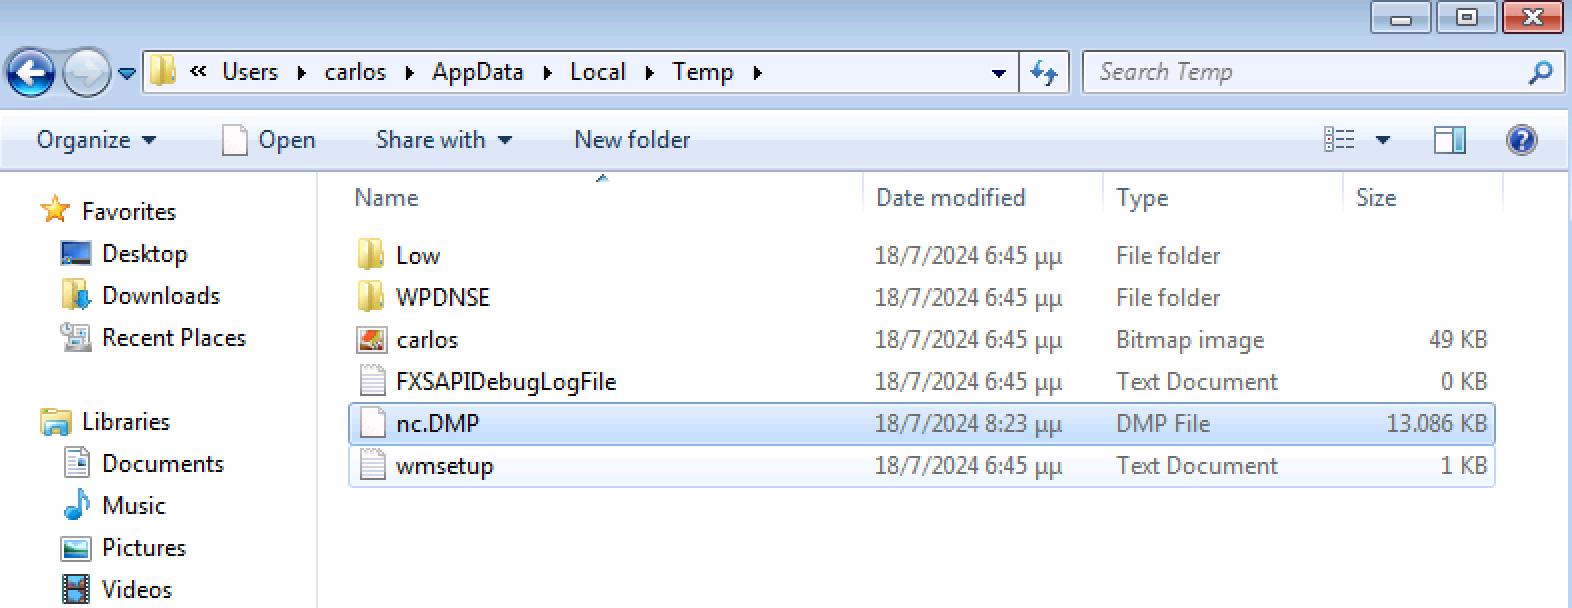 « Users carlos AppData Local Temp Search Temp
Organize Open Share with New folder
Name Date modified Type Size
Favorites
Desktop
Downloads
Recent Places
Libraries
Documents
Music
Pictures
Videos
Low 18/7/2024 6:45 μμ File folder
WPDNSE 18/7/2024 6:45 μμ File folder
carlos 18/7/2024 6:45 μμ Bitmap image 49 KB
FXSAPIDebugLogFile 18/7/2024 6:45 μμ Text Document 0 KB
nc.DMP 18/7/2024 8:23 μμ DMP File 13.086 KB
wmsetup 18/7/2024 6:45 μμ Text Document 1 KB